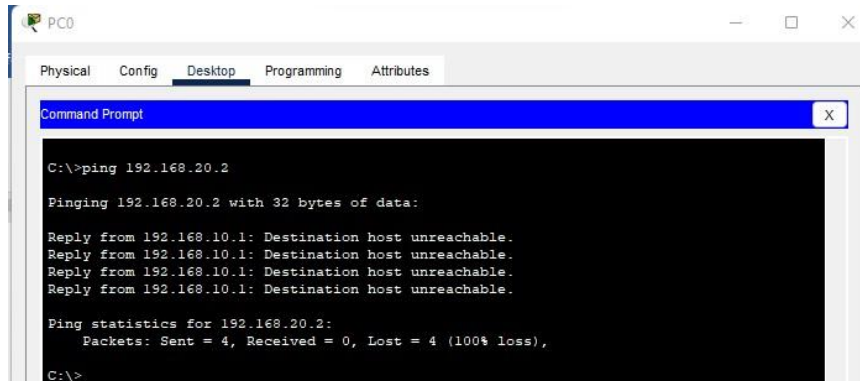 PC0
Physical Config Desktop Programming Attributes
Command Prompt X
C:\>ping 192.168.20.2
Pinging 192.168.20.2 with 32 bytes of data:
Reply from 192.168.10.1: Destination host unreachable.
Reply from 192.168.10.1: Destination host unreachable.
Reply from 192.168.10.1: Destination host unreachable.
Reply from 192.168.10.1: Destination host unreachable.
Ping statistics for 192.168.20.2:
Packets: Sent = 4, Received = 0, Lost = 4 (100% loss),
C:\>